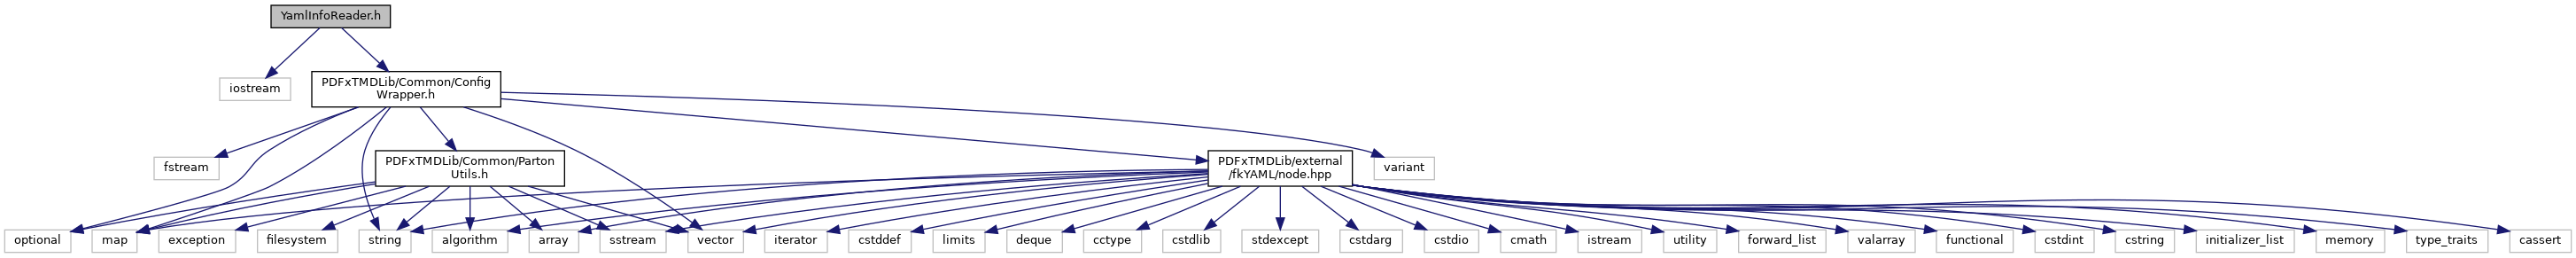 YamlInfoReader.h
iostream
PDFxTMDLib/Common/Config
Wrapper.h
fstream
PDFxTMDLib/Common/Parton
Utils.h
PDFxTMDLib/external
/fkYAML/node.hpp
variant
optional
map
exception
filesystem
string
algorithm
array
sstream
vector
iterator
cstddef
limits
deque
cctype
cstdlib
stdexcept
cstdarg
cstdio
cmath
istream
utility
forward_list
valarray
functional
cstdint
cstring
initializer_list
memory
type_traits
cassert